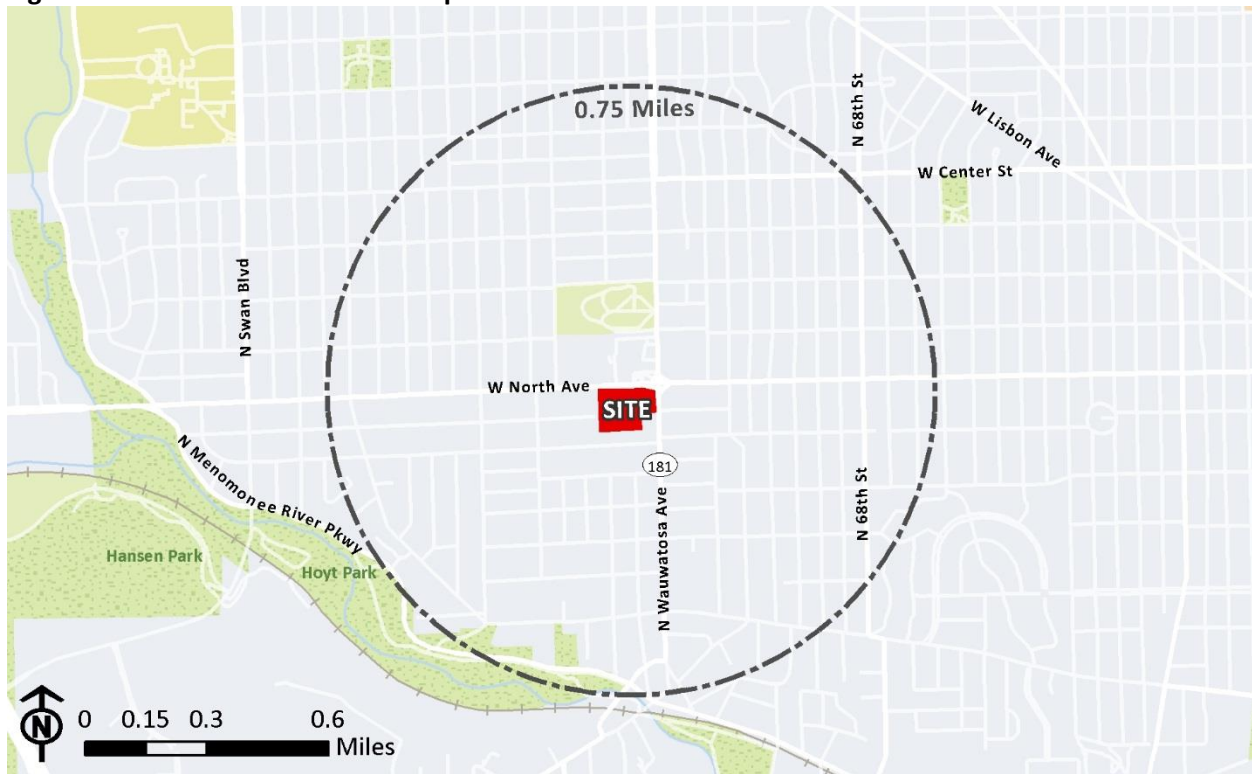 0.75 Miles
N 68th St
W Lisbon Ave
W Center St
N Swan Blvd
W North Ave
SITE
181
N Menomonee River Pkwy
N Wauwatosa Ave
N 68th St
Hansen Park
Hoyt Park
N
0 0.15 0.3 0.6
Miles